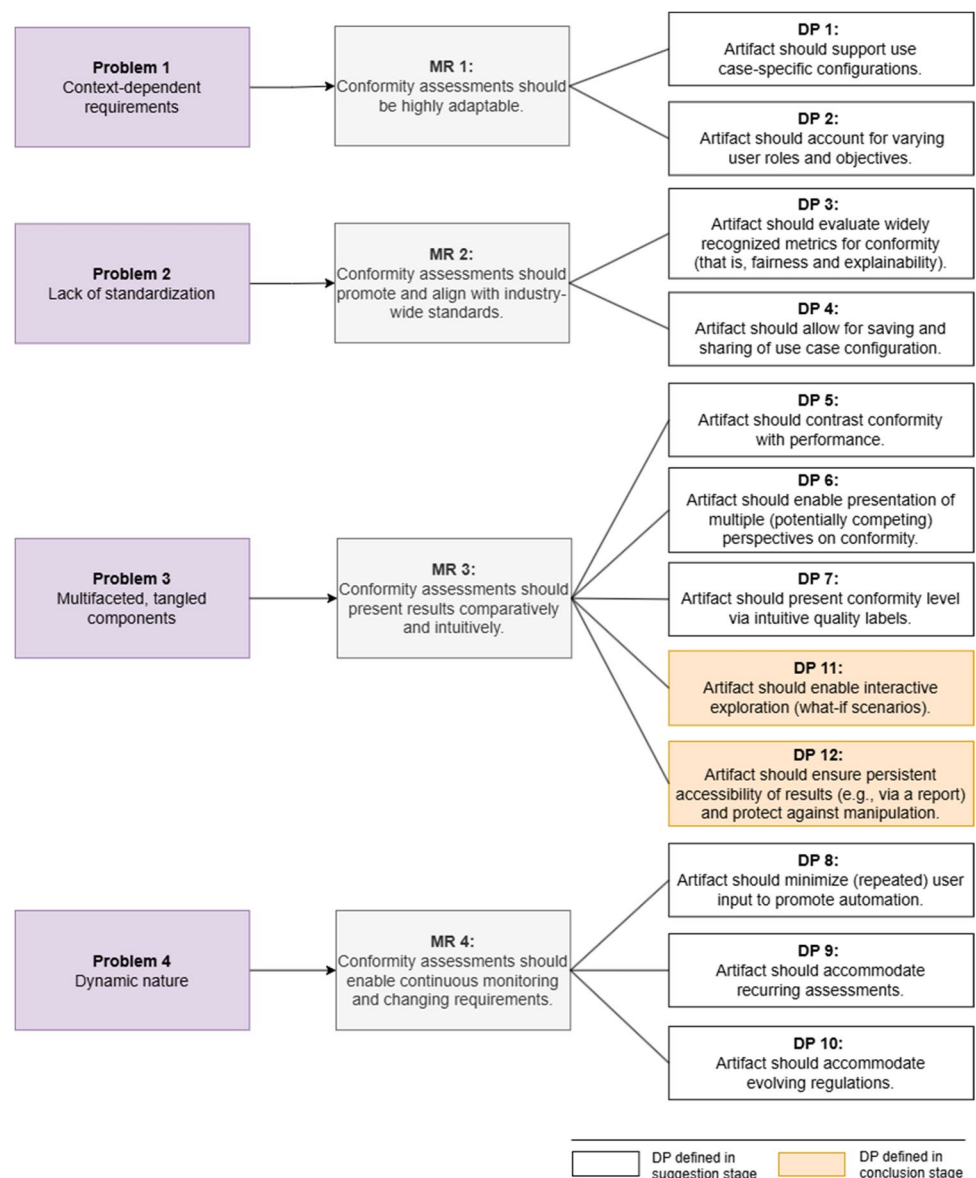 Problem 1
Context-dependent
requirements
MR 1:
Conformity assessments should
be highly adaptable.
DP 1:
Artifact should support use
case-specific configurations.
DP 2:
Artifact should account for varying
user roles and objectives.
Problem 2
Lack of standardization
MR 2:
Conformity assessments should
promote and align with industry-
wide standards.
DP 3:
Artifact should evaluate widely
recognized metrics for conformity
(that is, fairness and explainability).
DP 4:
Artifact should allow for saving and
sharing of use case configuration.
Problem 3
Multifaceted, tangled
components
MR 3:
Conformity assessments should
present results comparatively
and intuitively.
DP 5:
Artifact should contrast conformity
with performance.
DP 6:
Artifact should enable presentation of
multiple (potentially competing)
perspectives on conformity.
DP 7:
Artifact should present conformity level
via intuitive quality labels.
DP 11:
Artifact should enable interactive
exploration (what-if scenarios).
DP 12:
Artifact should ensure persistent
accessibility of results (e.g., via a report)
and protect against manipulation.
Problem 4
Dynamic nature
MR 4:
Conformity assessments should
enable continuous monitoring
and changing requirements.
DP 8:
Artifact should minimize (repeated) user
input to promote automation.
DP 9:
Artifact should accommodate
recurring assessments.
DP 10:
Artifact should accommodate
evolving regulations.
DP defined in
suggestion stage
DP defined in
conclusion stage